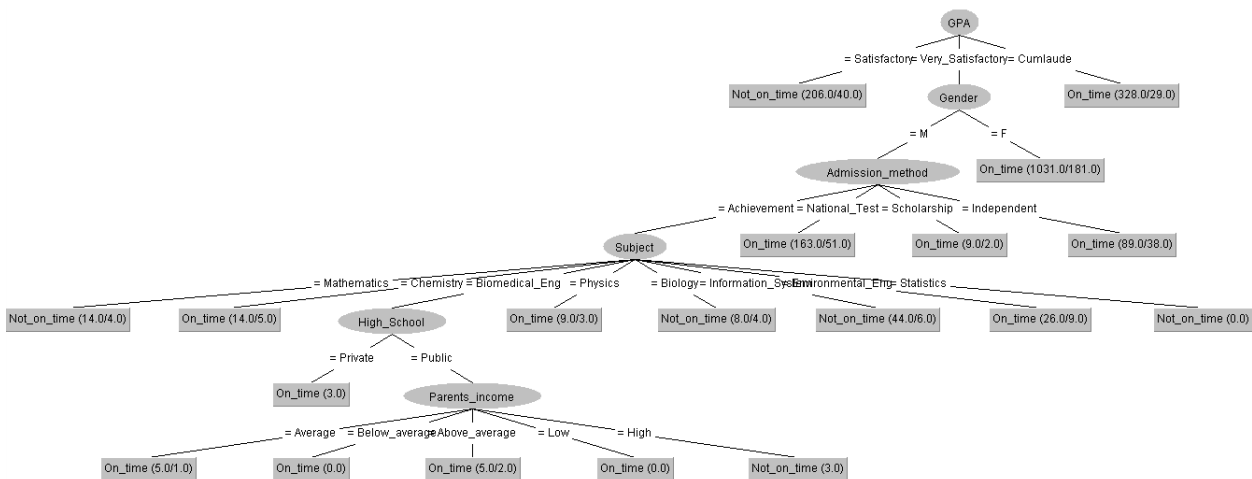 GPA
= Satisfactory = Very_Satisfactory = Cumlaude
Not_on_time (206.0/40.0) Gender On_time (328.0/29.0)
= M = F
Admission_method On_time (1031.0/181.0)
= Achievement = National_Test = Scholarship = Independent
Subject On_time (163.0/51.0) On_time (9.0/2.0) On_time (89.0/38.0)
= Mathematics = Chemistry = Biomedical_Eng = Physics = Biology = Information_System = Environmental_Eng = Statistics
Not_on_time (14.0/4.0) On_time (14.0/5.0) High_School On_time (9.0/3.0) Not_on_time (8.0/4.0) Not_on_time (44.0/6.0) On_time (26.0/9.0) Not_on_time (0.0)
= Private = Public
On_time (3.0) Parents_income
= Average = Below_average = Above_average = Low = High
On_time (5.0/1.0) On_time (0.0) On_time (5.0/2.0) On_time (0.0) Not_on_time (3.0)